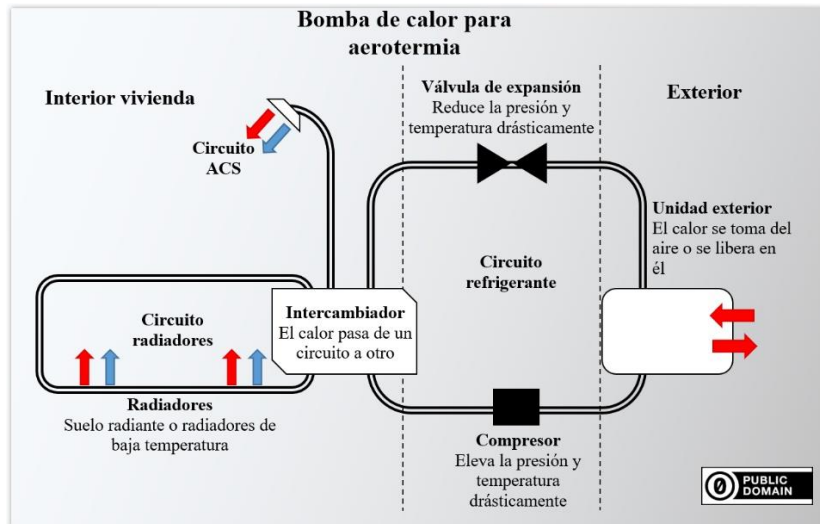 Bomba de calor para
aerotermia
Interior vivienda
Válvula de expansión
Reduce la presión y
temperatura drásticamente
Exterior
Circuito
ACS
Unidad exterior
El calor se toma del
aire o se libera en
él
Circuito
refrigerante
Circuito
radiadores
Intercambiador
El calor pasa de un
circuito a otro
Radiadores
Suelo radiante o radiadores de
baja temperatura
Compresor
Eleva la presión y
temperatura
drásticamente
0 PUBLIC
DOMAIN